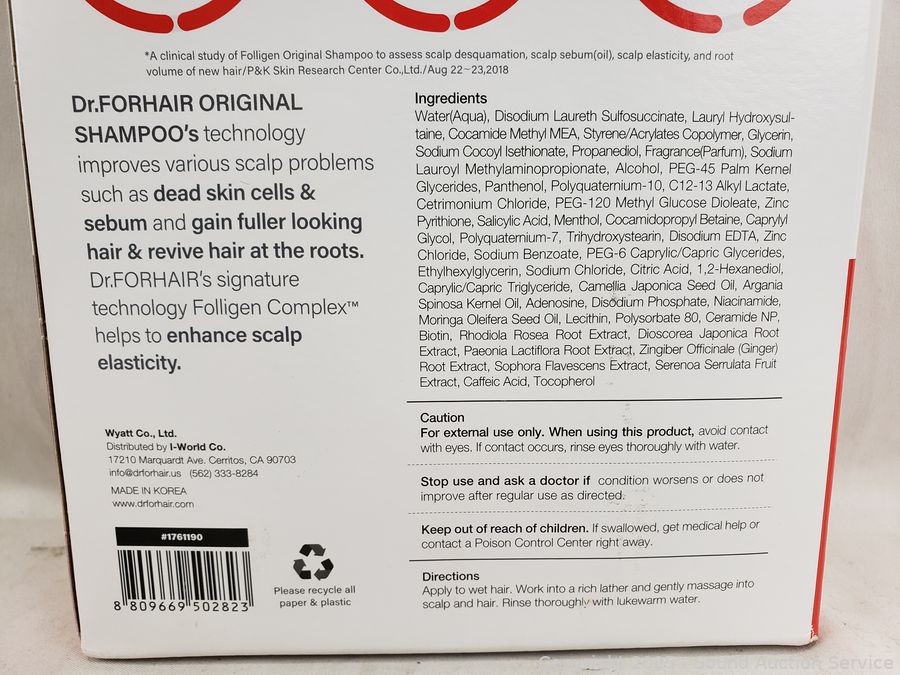 *A clinical study of Folligen Original Shampoo to assess scalp desquamation, scalp sebum(oil), scalp elasticity, and root
volume of new hair/P&K Skin Research Center Co.,Ltd./Aug 22~23,2018
Dr.FORHAIR ORIGINAL
SHAMPOO's technology
improves various scalp problems
such as dead skin cells &
sebum and gain fuller looking
hair & revive hair at the roots.
Dr.FORHAIR's signature
technology Folligen Complex™
helps to enhance scalp
elasticity.
Wyatt Co., Ltd.
Distributed by I-World Co.
17210 Marquardt Ave. Cerritos, CA 90703
info@drforhair.us (562) 333-8284
MADE IN KOREA
www.drforhair.com
#1761190
8 809669 502823
Please recycle all
paper & plastic
Ingredients
Water(Aqua), Disodium Laureth Sulfosuccinate, Lauryl Hydroxysul-
taine, Cocamide Methyl MEA, Styrene/Acrylates Copolymer, Glycerin,
Sodium Cocoyl Isethionate, Propanediol, Fragrance(Parfum), Sodium
Lauroyl Methylaminopropionate, Alcohol, PEG-45 Palm Kernel
Glycerides, Panthenol, Polyquaternium-10, C12-13 Alkyl Lactate,
Cetrimonium Chloride, PEG-120 Methyl Glucose Dioleate, Zinc
Pyrithione, Salicylic Acid, Menthol, Cocamidopropyl Betaine, Caprylyl
Glycol, Polyquaternium-7, Trihydroxystearin, Disodium EDTA, Zinc
Chloride, Sodium Benzoate, PEG-6 Caprylic/Capric Glycerides,
Ethylhexylglycerin, Sodium Chloride, Citric Acid, 1,2-Hexanediol,
Caprylic/Capric Triglyceride, Camellia Japonica Seed Oil, Argania
Spinosa Kernel Oil, Adenosine, Disodium Phosphate, Niacinamide,
Moringa Oleifera Seed Oil, Lecithin, Polysorbate 80, Ceramide NP,
Biotin, Rhodiola Rosea Root Extract, Dioscorea Japonica Root
Extract, Paeonia Lactiflora Root Extract, Zingiber Officinale (Ginger)
Root Extract, Sophora Flavescens Extract, Serenoa Serrulata Fruit
Extract, Caffeic Acid, Tocopherol
Caution
For external use only. When using this product, avoid contact
with eyes. If contact occurs, rinse eyes thoroughly with water.
Stop use and ask a doctor if condition worsens or does not
improve after regular use as directed.
Keep out of reach of children. If swallowed, get medical help or
contact a Poison Control Center right away.
Directions
Apply to wet hair. Work into a rich lather and gently massage into
scalp and hair. Rinse thoroughly with lukewarm water.
Sound Auction Service